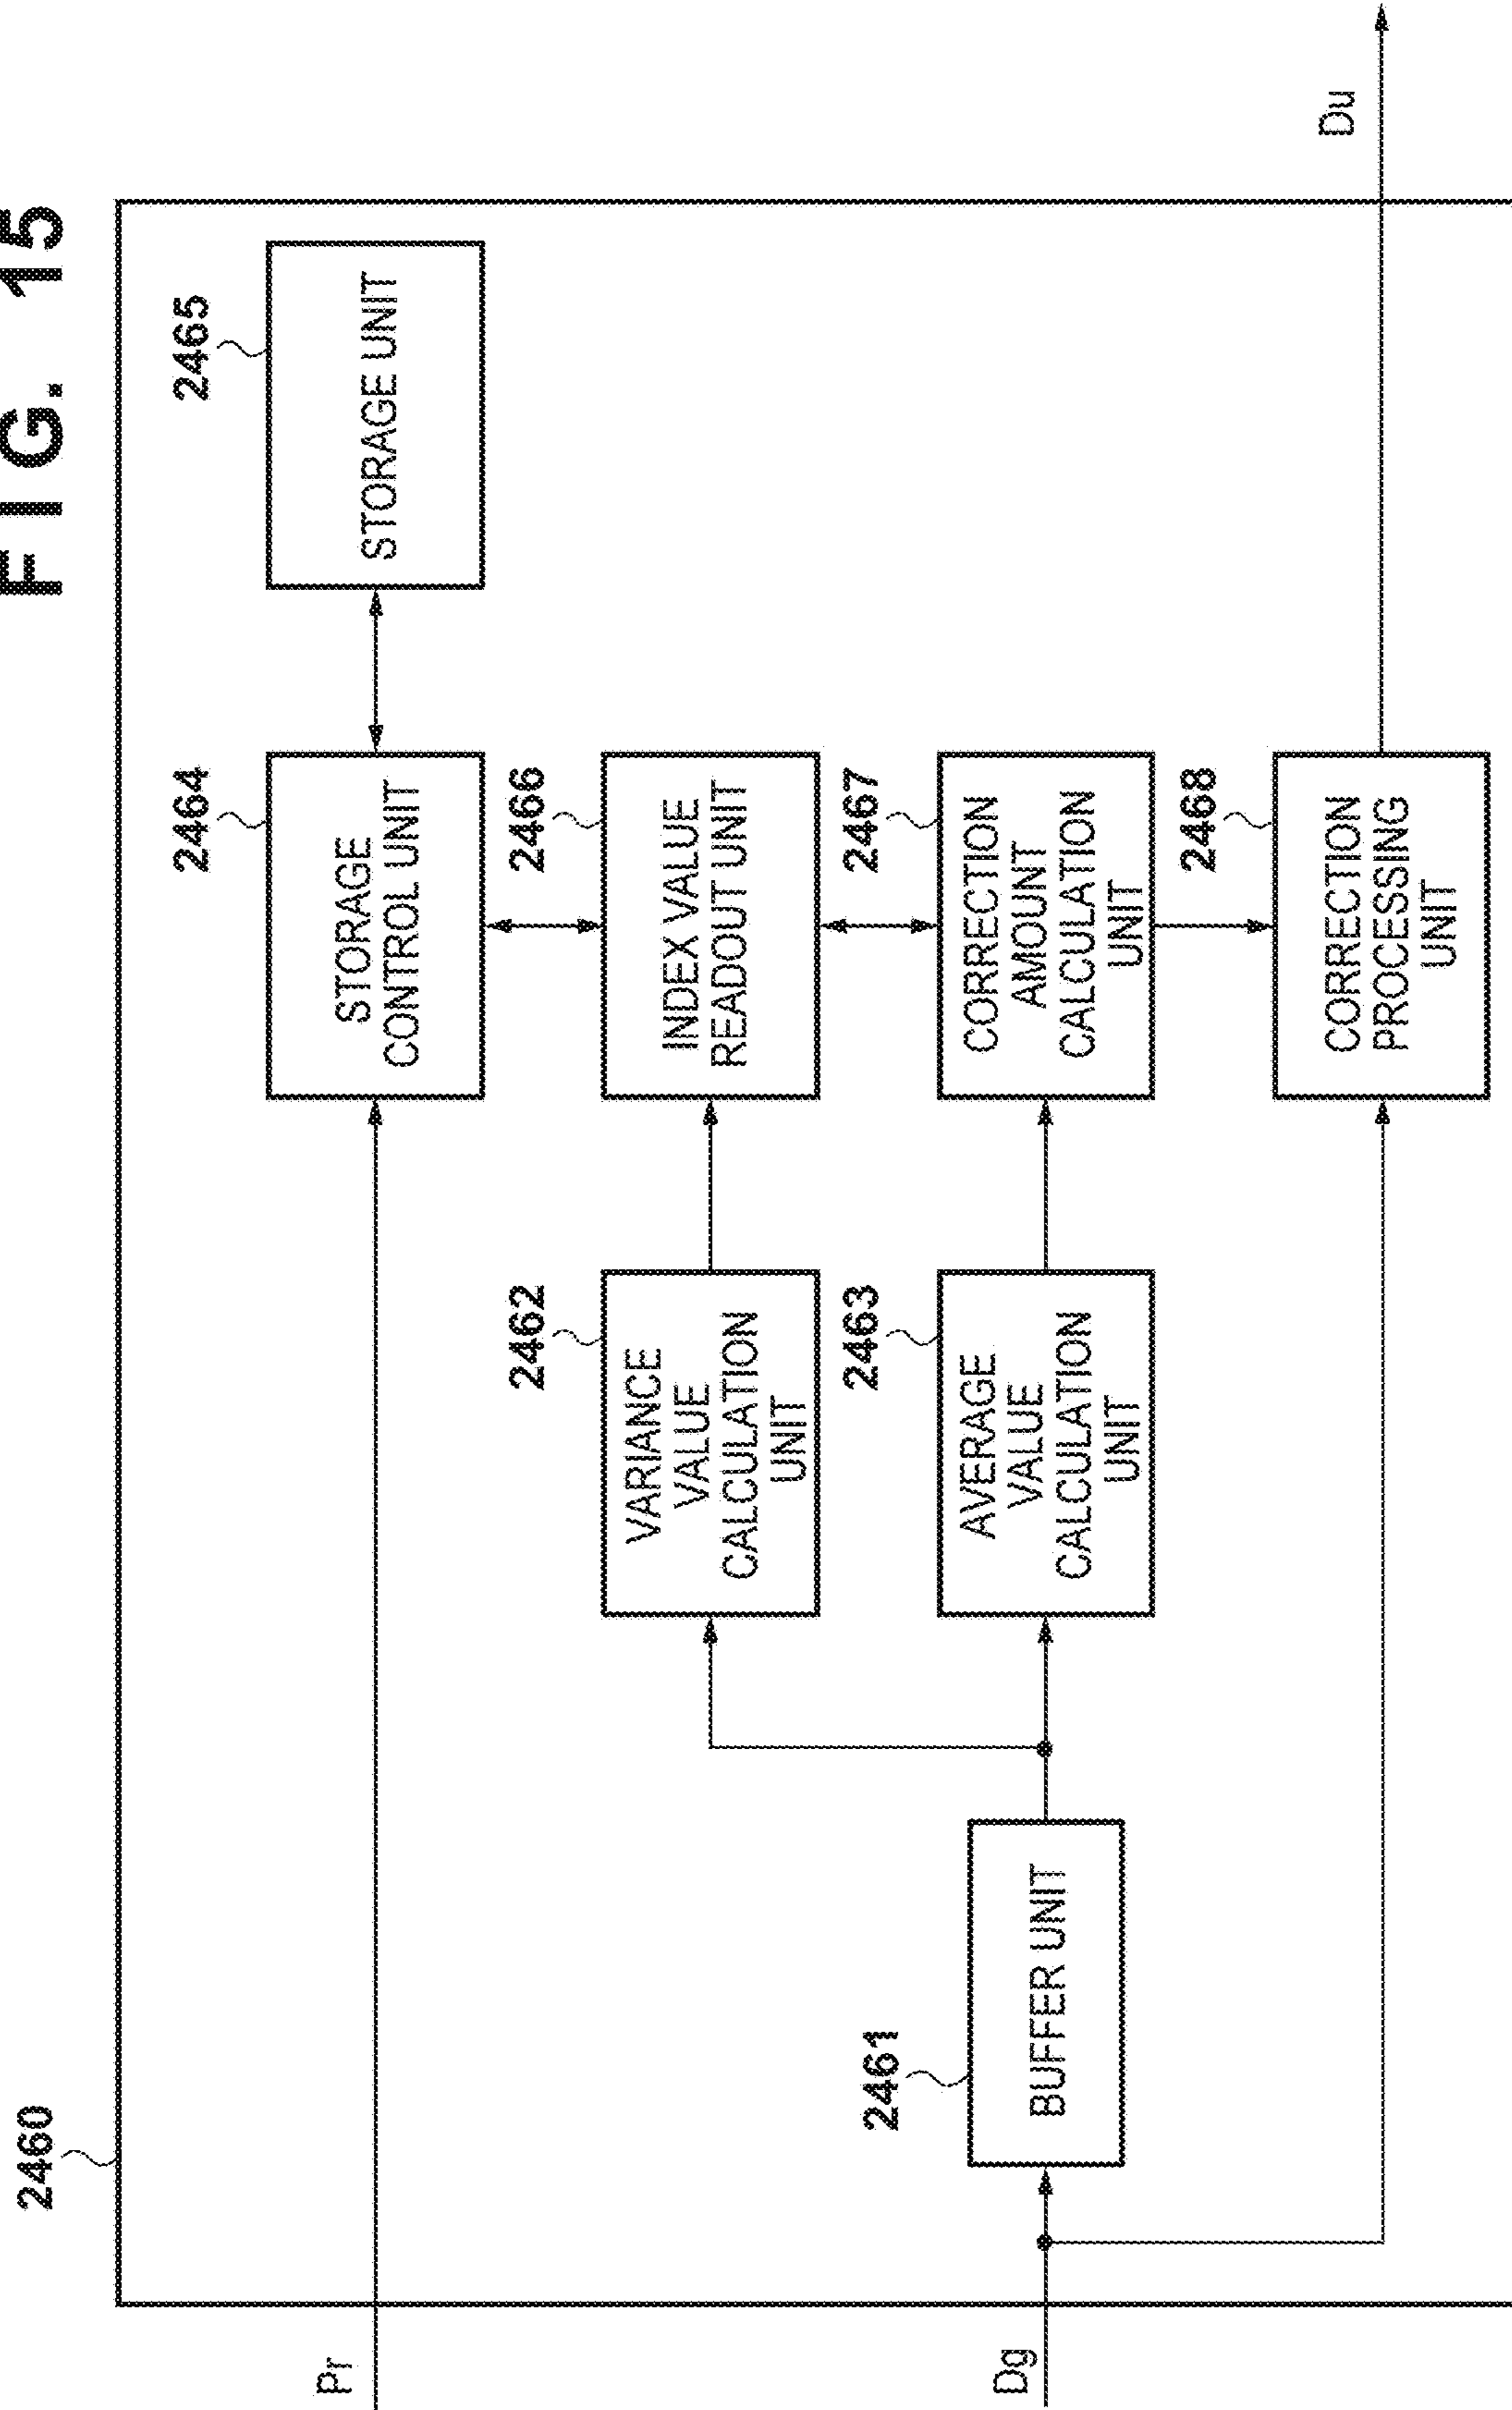 F I G. 15
2460
Pr
2464
STORAGE
CONTROL UNIT
2465
STORAGE UNIT
2462
VARIANCE
VALUE
CALCULATION
UNIT
2466
INDEX VALUE
READOUT UNIT
2461
BUFFER UNIT
2463
AVERAGE
VALUE
CALCULATION
UNIT
2467
CORRECTION
AMOUNT
CALCULATION
UNIT
Dg
2468
CORRECTION
PROCESSING
UNIT
Du